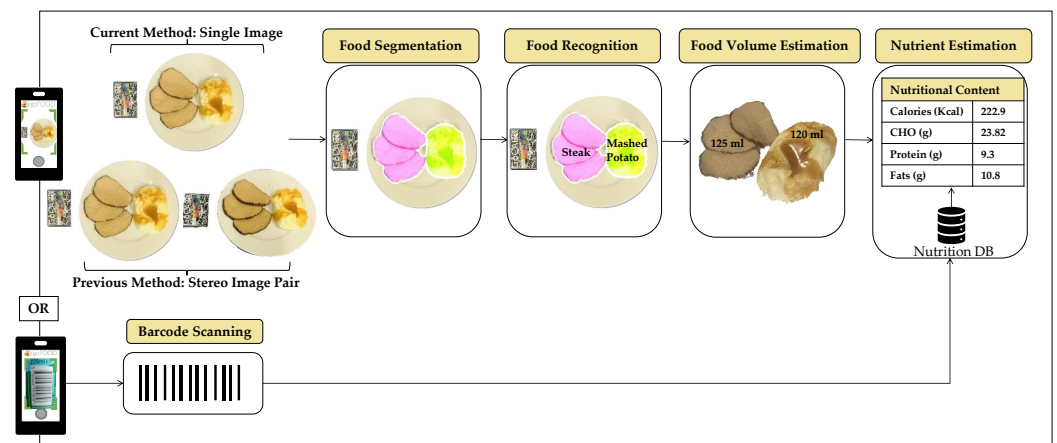 Current Method: Single Image
Previous Method: Stereo Image Pair
OR
Food Segmentation
Food Recognition
Steak
Mashed
Potato
Food Volume Estimation
125 ml
120 ml
Nutrient Estimation
Nutritional Content
Calories (Kcal) 222.9
CHO (g) 23.82
Protein (g) 9.3
Fats (g) 10.8
Nutrition DB
Barcode Scanning